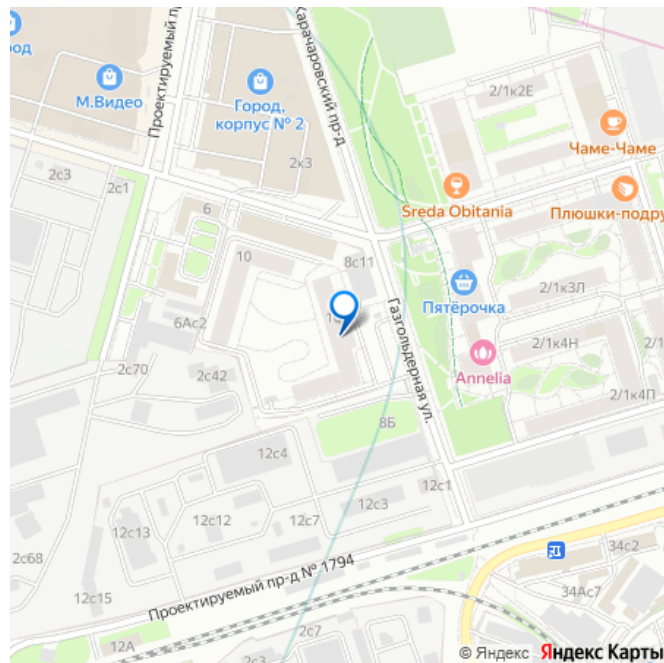 род
М.Видео
Проектируемый пр
Город,
корпус № 2
2к3
Карачаровский пр-д
2/1к2Е
Чаме-Чаме
Sreda Obitania
Плюшки-подру
2с3
2с1
6
10
8с11
Пятёрочка
2/1к3Л
6Ас2
Газгольдерная ул.
2/1к4Н
Annelia
2с70
2с42
2/1к4П
8Б
12с4
12с1
12с3
12с13
12с12
12с7
2с68
34с2
Проектируемый пр-д № 1794
12с15
34Ас7
12А
2с7
2с3
© Яндекс Яндекс Карты